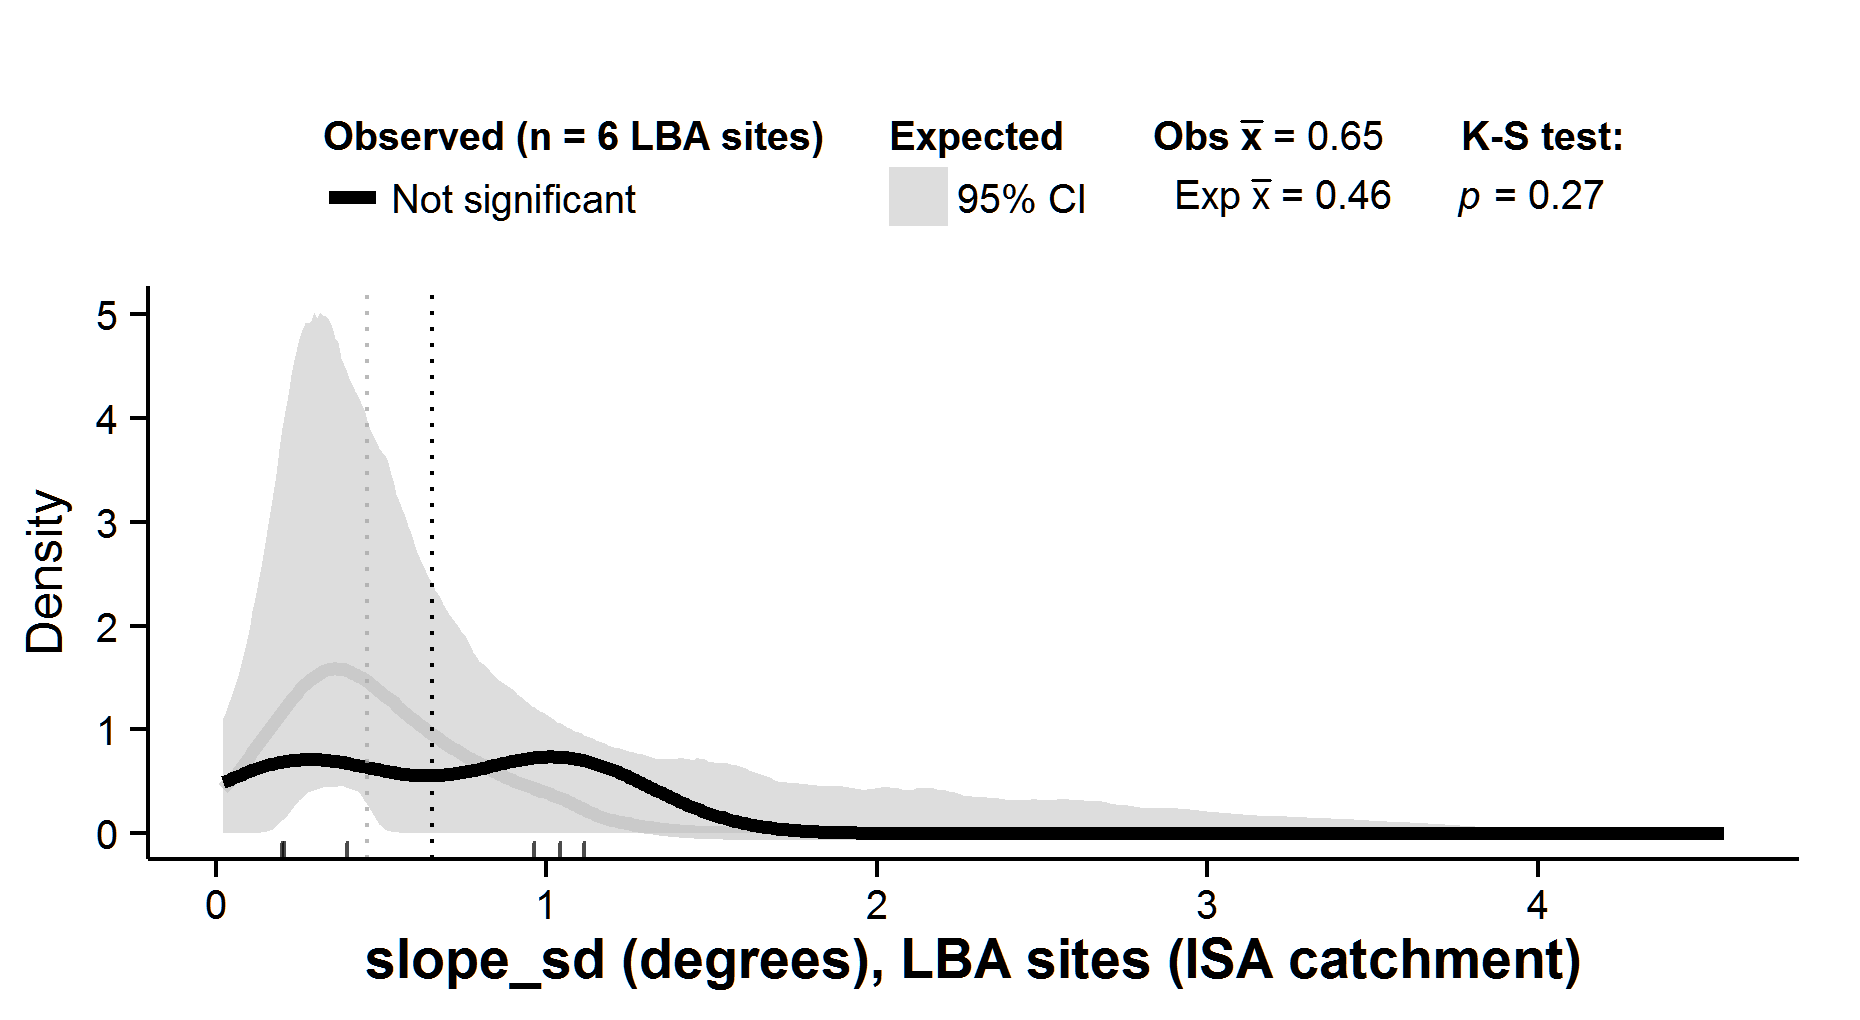 Observed (n = 6 LBA sites) Expected Obs x̅ = 0.65 K-S test:
Not significant 95% CI Exp x̅ = 0.46 p = 0.27
5
4
3
2
1
0
Density
0 1 2 3 4
slope_sd (degrees), LBA sites (ISA catchment)